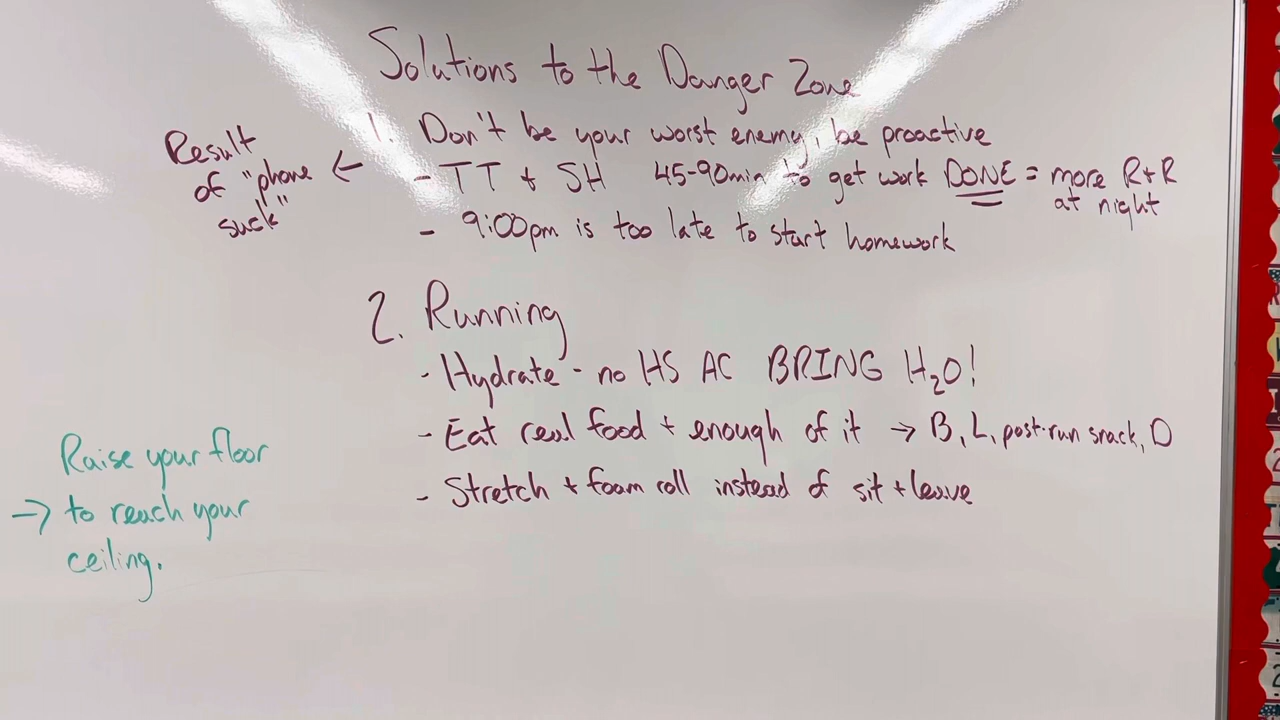 Solutions to the Danger Zone
1. Don't be your worst enemy, be proactive
Result
of "phone
suck"
←
- TT + SH 45-90min to get work DONE = more R+R
at night
- 9:00pm is too late to start homework
2. Running
- Hydrate - no HS AC BRING H₂O!
- Eat real food + enough of it → B, L, post-run snack, D
- Stretch + foam roll instead of sit + leave
Raise your floor
→ to reach your
ceiling.